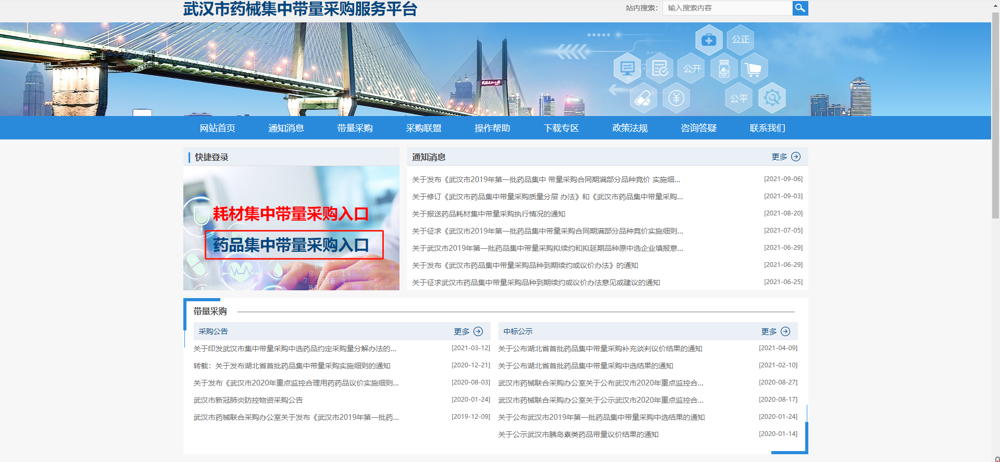 武汉市药械集中带量采购服务平台
站内搜索：
输入搜索内容
公正
公开
公平
网站首页
通知消息
带量采购
采购联盟
操作帮助
下载专区
政策法规
咨询答疑
联系我们
快捷登录
耗材集中带量采购入口
药品集中带量采购入口
通知消息
更多
关于发布《武汉市2019年第一批药品集中 带量采购合同期满部分品种竞价 实施细... [2021-09-06]
关于修订《武汉市药品集中带量采购质量分层 办法》和《武汉市药品集中带量采购... [2021-09-03]
关于报送药品耗材集中带量采购执行情况的通知 [2021-08-20]
关于征求《武汉市2019年第一批药品集中带量采购合同期满部分品种竞价实施细则... [2021-07-05]
关于武汉市2019年第一批药品集中带量采购拟续约和拟延期品种原中选企业填报意... [2021-06-29]
关于发布《武汉市药品集中带量采购品种到期续约或议价办法》的通知 [2021-06-29]
关于征求武汉市药品集中带量采购品种到期续约或议价办法意见或建议的通知 [2021-06-25]
带量采购
采购公告
更多
关于印发武汉市集中带量采购中选药品约定采购量分解办法的... [2021-03-12]
转载：关于发布湖北省首批药品集中带量采购实施细则的通知 [2020-12-21]
关于发布《武汉市2020年重点监控合理用药药品议价实施细则... [2020-08-03]
武汉市新冠肺炎防控物资采购公告 [2020-01-24]
武汉市药械联合采购办公室关于发布《武汉市2019年第一批药... [2019-12-09]
中标公示
更多
关于公布湖北省首批药品集中带量采购补充谈判议价结果的通知 [2021-04-09]
关于公布湖北省首批药品集中带量采购中选结果的通知 [2021-02-10]
武汉市药械联合采购办公室关于公布武汉市2020年重点监控合... [2020-08-27]
武汉市药械联合采购办公室关于公示武汉市2020年重点监控合... [2020-08-17]
关于公布武汉市2019年第一批药品集中带量采购中选结果的通知 [2020-01-24]
关于公示武汉市胰岛素类药品带量议价结果的通知 [2020-01-14]